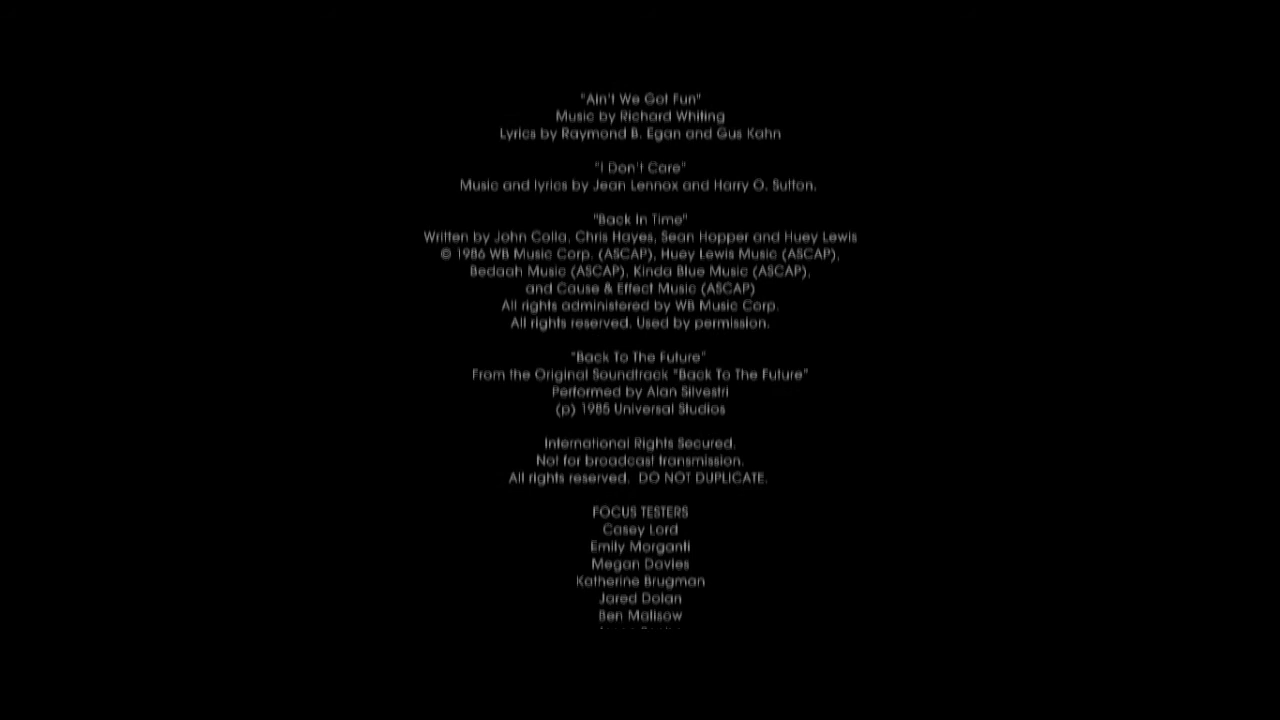 "Ain't We Got Fun"
Music by Richard Whiting
Lyrics by Raymond B. Egan and Gus Kahn
"I Don't Care"
Music and lyrics by Jean Lennox and Harry O. Sutton.
"Back In Time"
Written by John Colla, Chris Hayes, Sean Hopper and Huey Lewis
© 1986 WB Music Corp. (ASCAP), Huey Lewis Music (ASCAP),
Bedaah Music (ASCAP), Kinda Blue Music (ASCAP),
and Cause & Effect Music (ASCAP)
All rights administered by WB Music Corp.
All rights reserved. Used by permission.
"Back To The Future"
From the Original Soundtrack "Back To The Future"
Performed by Alan Silvestri
(p) 1985 Universal Studios
International Rights Secured.
Not for broadcast transmission.
All rights reserved. DO NOT DUPLICATE.
FOCUS TESTERS
Casey Lord
Emily Morganti
Megan Davies
Katherine Brugman
Jared Dolan
Ben Malisow